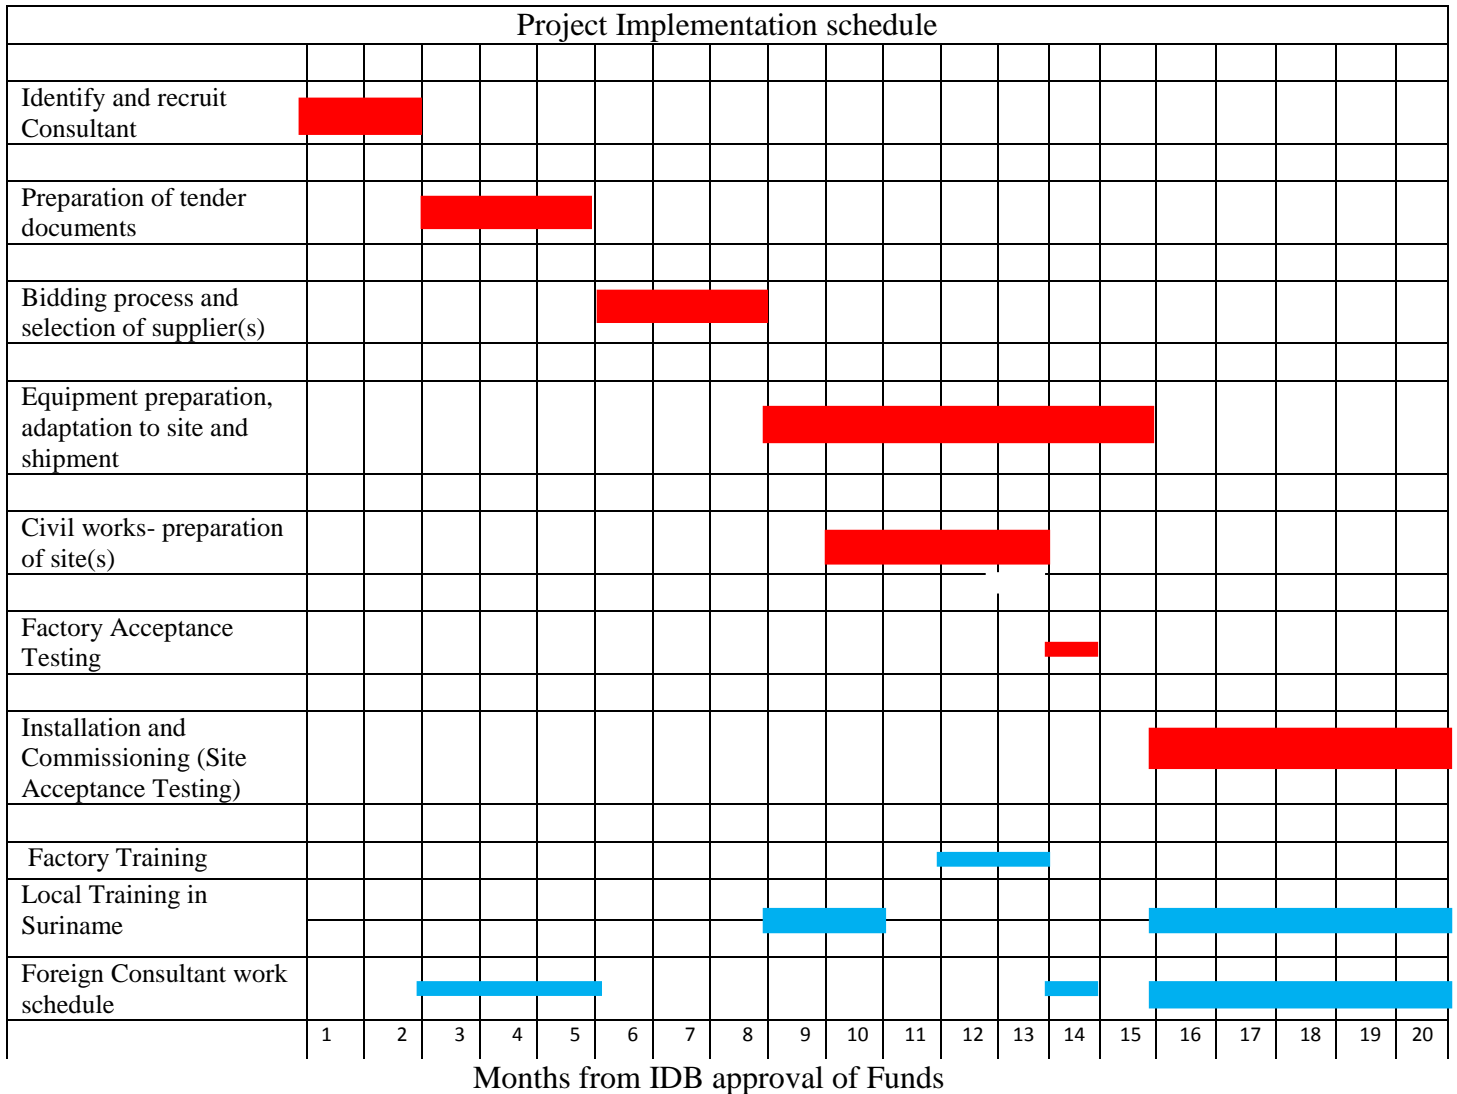 Project Implementation schedule
Identify and recruit
Consultant
Preparation of tender
documents
Bidding process and
selection of supplier(s)
Equipment preparation,
adaptation to site and
shipment
Civil works- preparation
of site(s)
Factory Acceptance
Testing
Installation and
Commissioning (Site
Acceptance Testing)
Factory Training
Local Training in
Suriname
Foreign Consultant work
schedule
1 2 3 4 5 6 7 8 9 10 11 12 13 14 15 16 17 18 19 20
Months from IDB approval of Funds